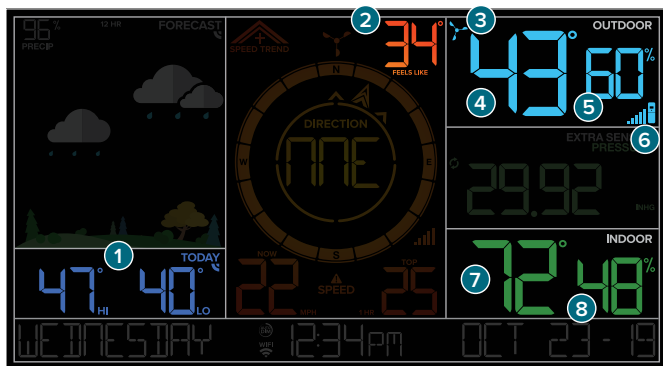 96% 12 HR FORECAST
PRECIP
TODAY
47° HI 40° LO
1
2
34°
FEELS LIKE
SPEED TREND
N
E
S
W
DIRECTION
NNE
NOW
22 MPH
SPEED
1 HR
TOP
25
3
OUTDOOR
43° 60%
4
5
6
EXTRA SEN
PRESS
29.92 INHG
INDOOR
72° 48%
7
8
WEDNESDAY
WIFI
12:34PM
OCT 23-19